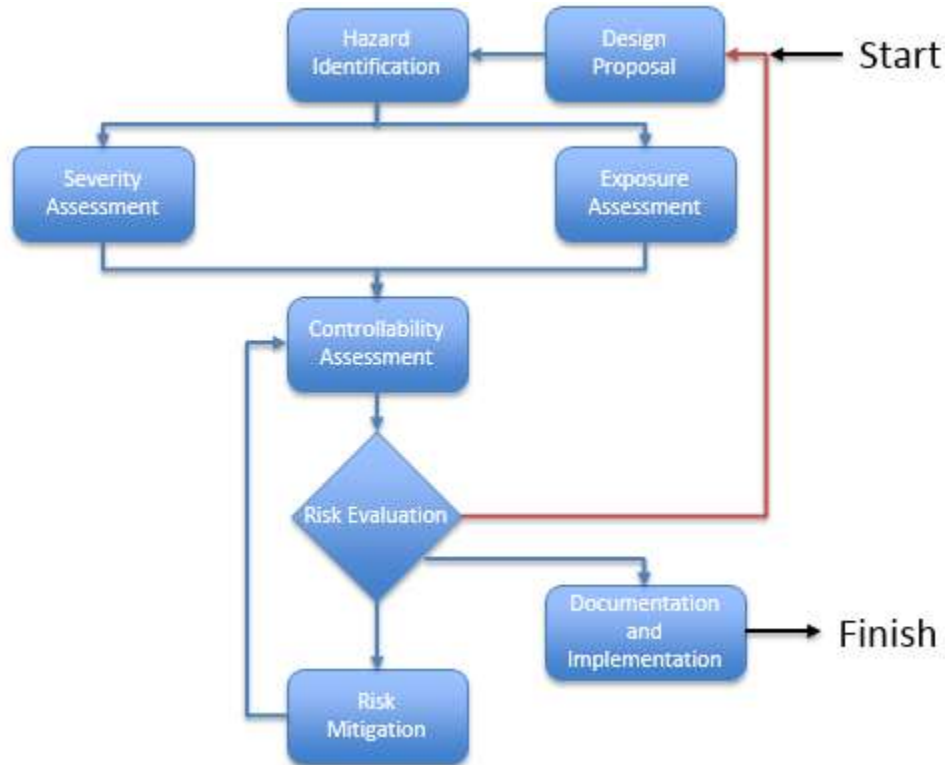 Hazard
Identification
Design
Proposal
Start
Severity
Assessment
Exposure
Assessment
Controllability
Assessment
Risk Evaluation
Documentation
and
Implementation
Finish
Risk
Mitigation